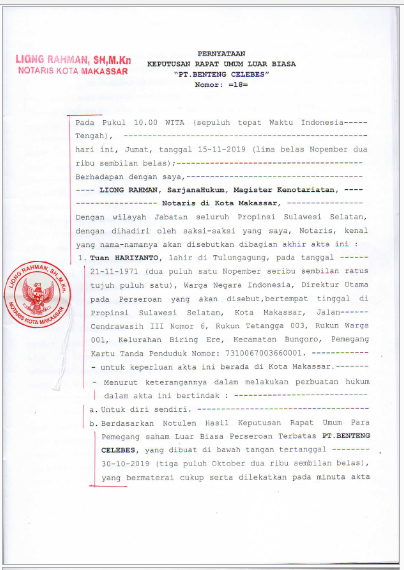 LIONG RAHMAN, SH,M.Kn
NOTARIS KOTA MAKASSAR
PERNYATAAN
KEPUTUSAN RAPAT UMUM LUAR BIASA
"PT.BENTENG CELEBES"
Nomor: =18=
Pada Pukul 10.00 WITA (sepuluh tepat Waktu Indonesia-----
Tengah), -----------------------------------------------
hari ini, Jumat, tanggal 15-11-2019 (lima belas Nopember dua
ribu sembilan belas);-----------------------------------
Berhadapan dengan saya,---------------------------------
---- LIONG RAHMAN, SarjanaHukum, Magister Kenotariatan, ----
----------------- Notaris di Kota Makassar, ----------------
Dengan wilayah Jabatan seluruh Propinsi Sulawesi Selatan,
dengan dihadiri oleh saksi-saksi yang saya, Notaris, kenal
yang nama-namanya akan disebutkan dibagian akhir akta ini :
1. Tuan HARIYANTO, lahir di Tulungagung, pada tanggal ------
21-11-1971 (dua puluh satu Nopember seribu sembilan ratus
tujuh puluh satu), Warga Negara Indonesia, Direktur Utama
pada Perseroan yang akan disebut,bertempat tinggal di
Propinsi Sulawesi Selatan, Kota Makassar, Jalan------
Cendrawasih III Nomor 6, Rukun Tetangga 003, Rukun Warga
001, Kelurahan Biring Ere, Kecamatan Bungoro, Pemegang
Kartu Tanda Penduduk Nomor: 7310067003660001. -------------
- untuk keperluan akta ini berada di Kota Makassar.-------
- Menurut keterangannya dalam melakukan perbuatan hukum
dalam akta ini bertindak : --------------------------
a. Untuk diri sendiri. -----------------------------------
b. Berdasarkan Notulen Hasil Keputusan Rapat Umum Para
Pemegang saham Luar Biasa Perseroan Terbatas PT.BENTENG
CELEBES, yang dibuat di bawah tangan tertanggal --------
30-10-2019 (tiga puluh Oktober dua ribu sembilan belas),
yang bermaterai cukup serta dilekatkan pada minuta akta
LIONG RAHMAN, SH,M.Kn
NOTARIS KOTA MAKASSAR